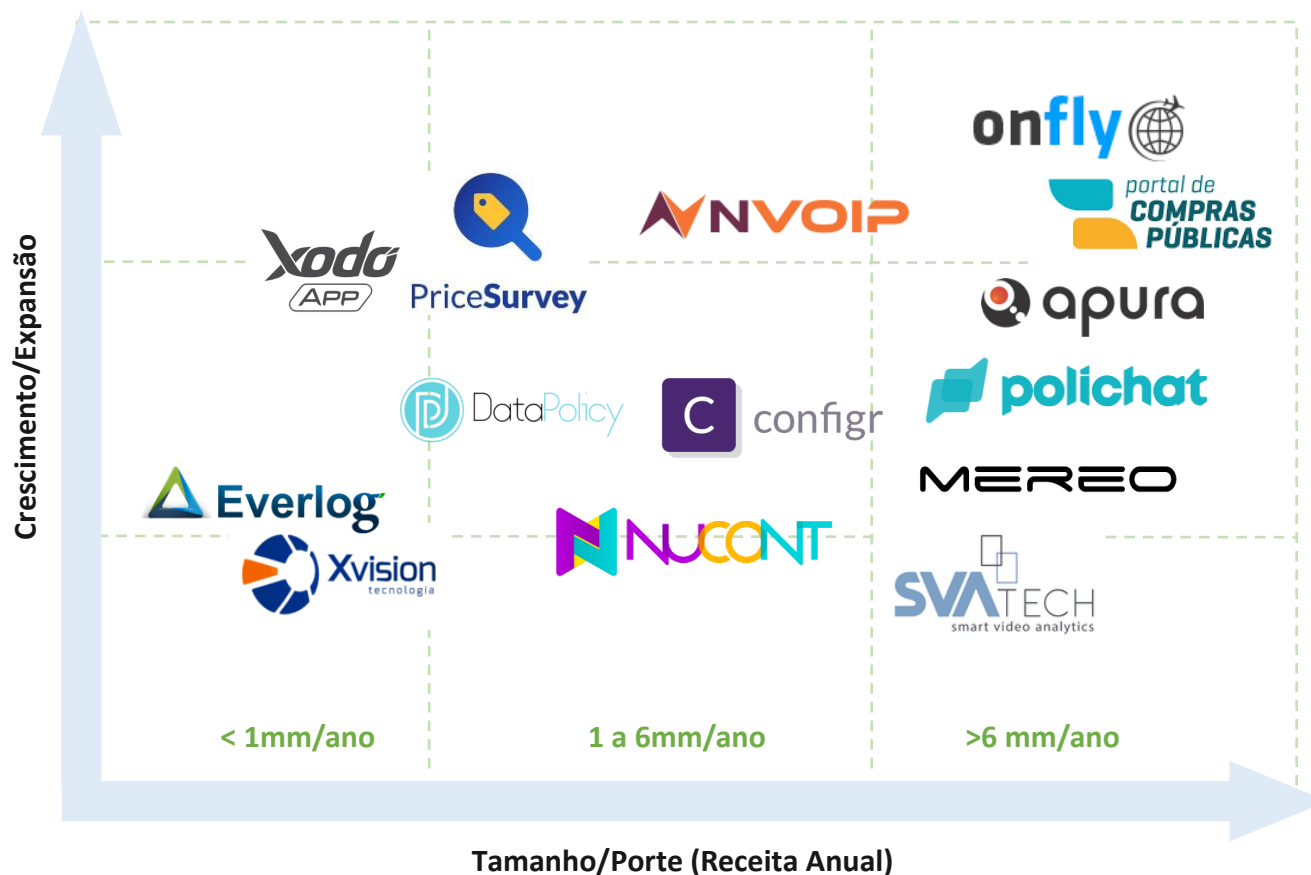 Crescimento/Expansão
onfly
portal de
COMPRAS
PÚBLICAS
NVOIP
Xodó
APP
PriceSurvey
apura
polichat
DataPolicy
C configr
MEREO
Everlog
NUCONT
Xvision
tecnologia
SVATECH
smart video analytics
< 1mm/ano
1 a 6mm/ano
>6 mm/ano
Tamanho/Porte (Receita Anual)